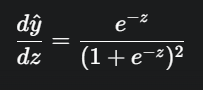 dŷ/dz = e^{-z} / (1 + e^{-z})^2